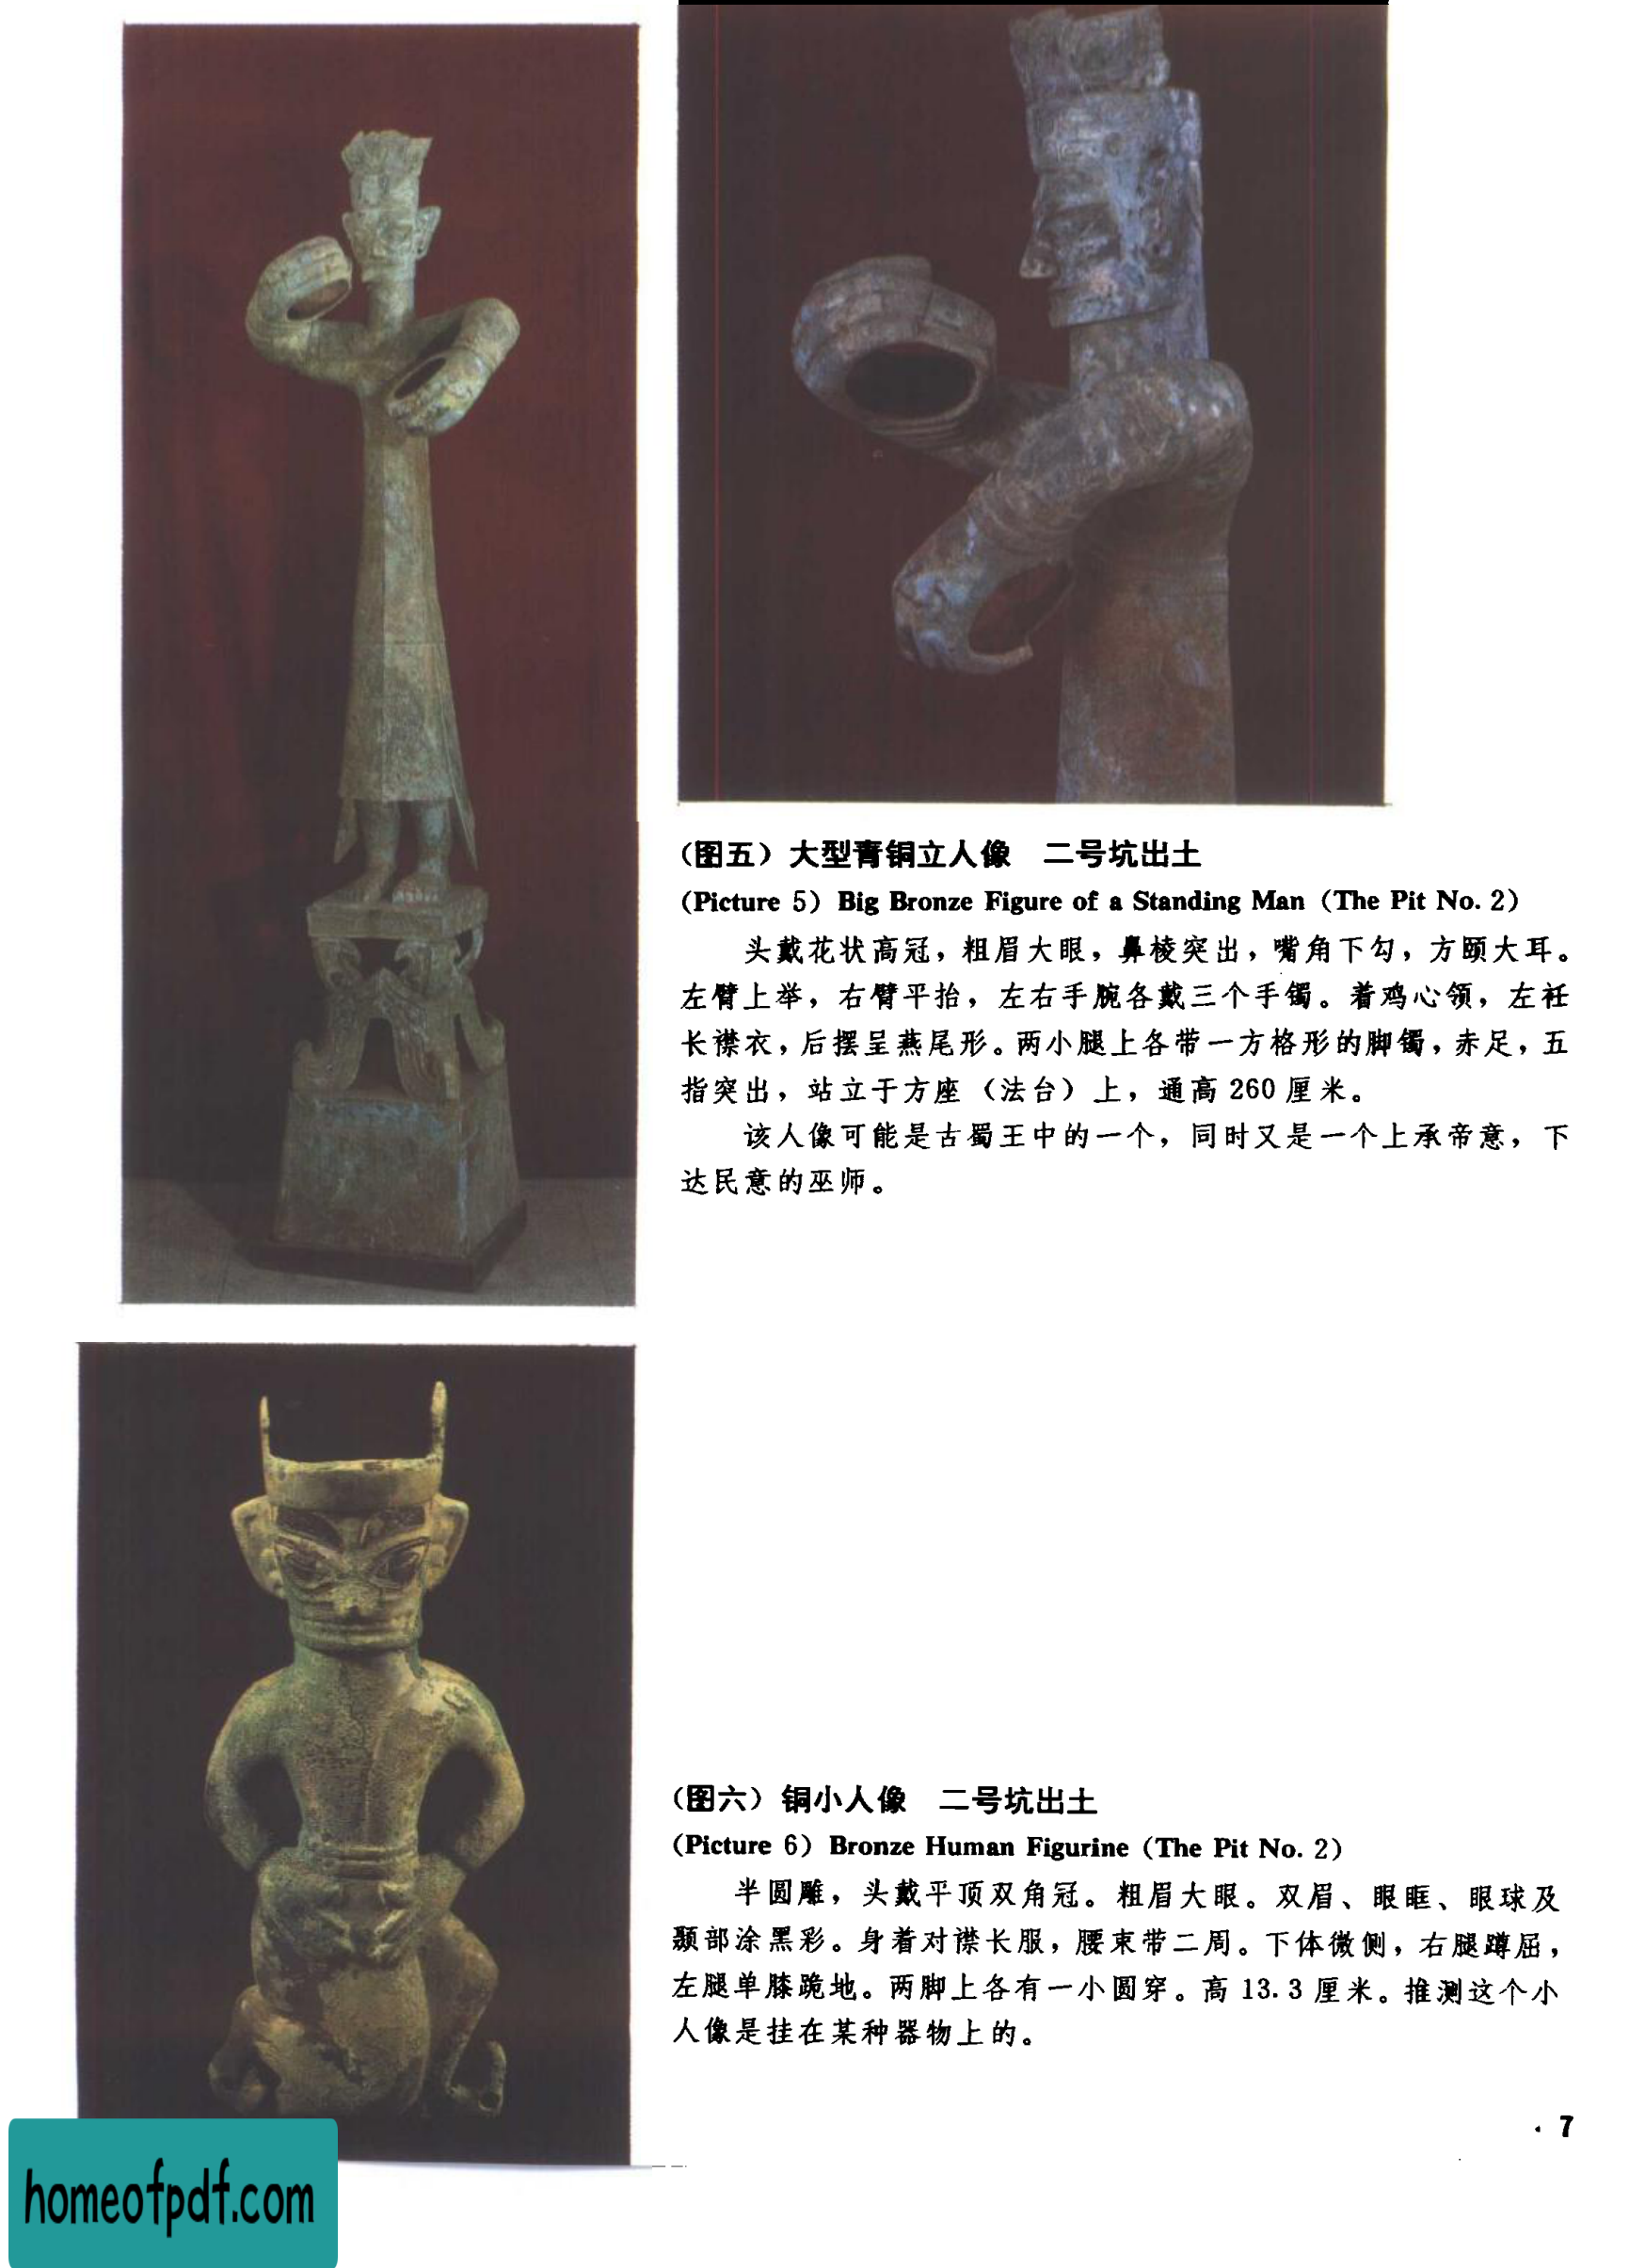 (图五)大型青铜立人像 二号坑出土
(Picture 5) Big Bronze Figure of a Standing Man (The Pit No. 2)
头戴花状高冠，粗眉大眼，鼻棱突出，嘴角下勾，方颐大耳。
左臂上举，右臂平抬，左右手腕各戴三个手镯。着鸡心领，左衽
长襟衣，后摆呈燕尾形。两小腿上各带一方格形的脚镯，赤足，五
指突出，站立于方座（法台）上，通高 260 厘米。
该人像可能是古蜀王中的一个，同时又是一个上承帝意，下
达民意的巫师。
(图六)铜小人像 二号坑出土
(Picture 6) Bronze Human Figurine (The Pit No. 2)
半圆雕，头戴平顶双角冠。粗眉大眼。双眉、眼眶、眼球及
颞部涂黑彩。身着对襟长服，腰束带二周。下体微侧，右腿蹲屈，
左腿单膝跪地。两脚上各有一小圆穿。高 13.3 厘米。推测这个小
人像是挂在某种器物上的。
· 7
homeofpdf.com